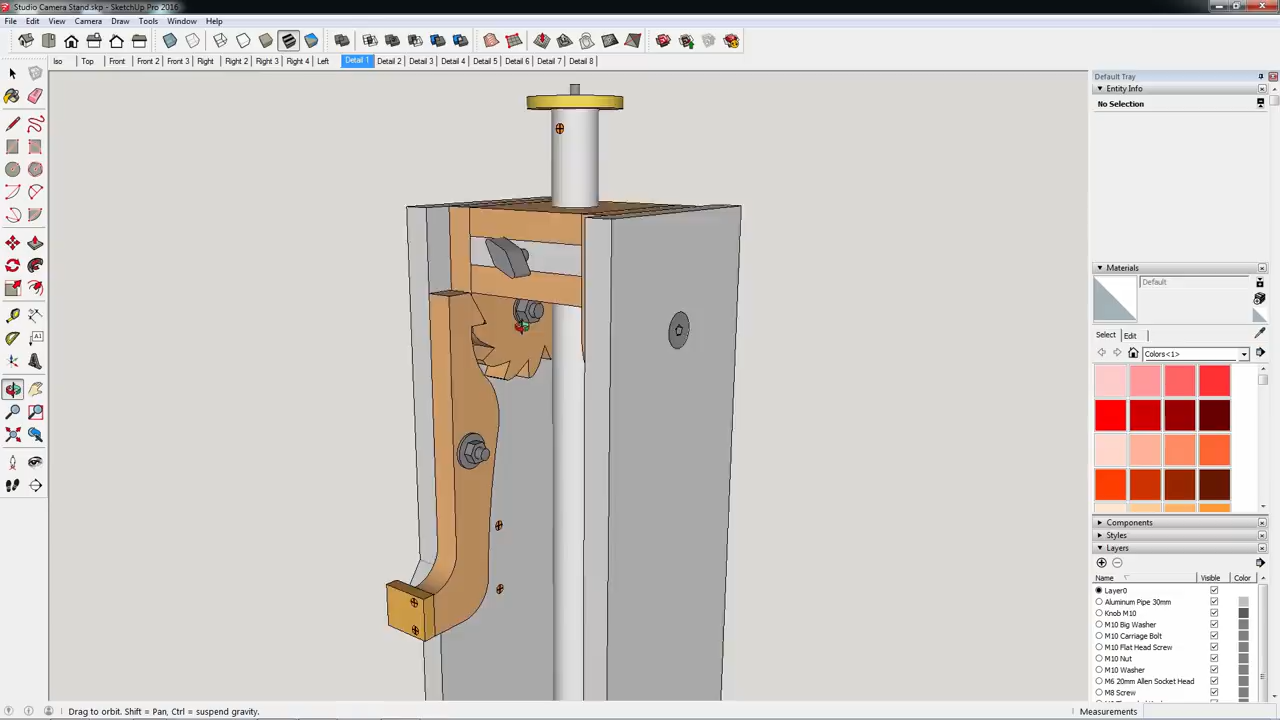 Studio Camera Stand.skp - SketchUp Pro 2016
File Edit View Camera Draw Tools Window Help
Iso Top Front Front 2 Front 3 Right Right 2 Right 3 Right 4 Left Detail 1 Detail 2 Detail 3 Detail 4 Detail 5 Detail 6 Detail 7 Detail 8
Default Tray
Entity Info
No Selection
Materials
Default
Select Edit
Colors<1>
Components
Styles
Layers
Name Visible Color
Layer0
Aluminum Pipe 30mm
Knob M10
M10 Big Washer
M10 Carriage Bolt
M10 Flat Head Screw
M10 Nut
M10 Washer
M6 20mm Allen Socket Head
M8 Screw
Drag to orbit. Shift = Pan, Ctrl = suspend gravity.
Measurements